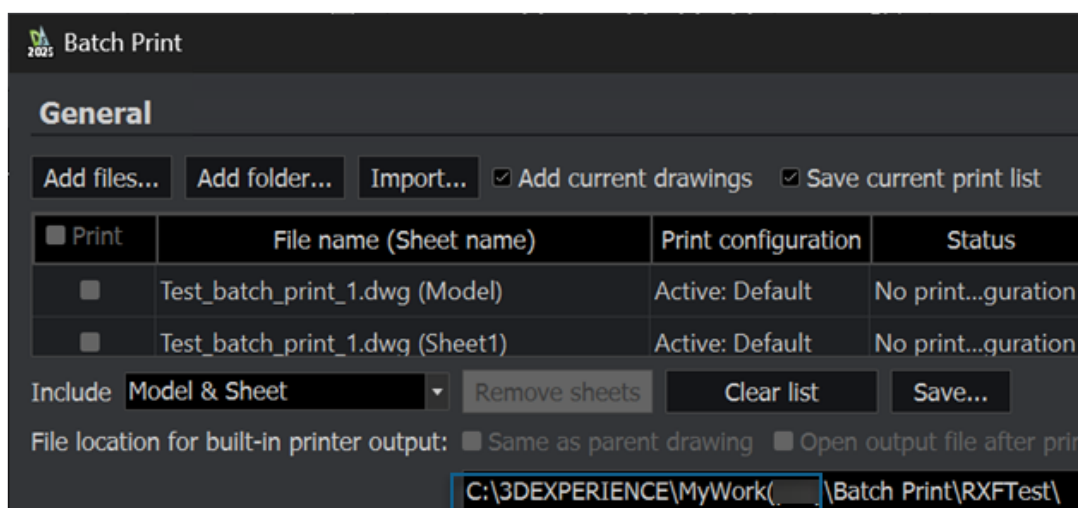 2025 Batch Print
General
Add files... Add folder... Import... Add current drawings Save current print list
Print File name (Sheet name) Print configuration Status
Test_batch_print_1.dwg (Model) Active: Default No print...guration
Test_batch_print_1.dwg (Sheet1) Active: Default No print...guration
Include Model & Sheet Remove sheets Clear list Save...
File location for built-in printer output: Same as parent drawing Open output file after prin
C:\3DEXPERIENCE\MyWork( \Batch Print\RXFTest\